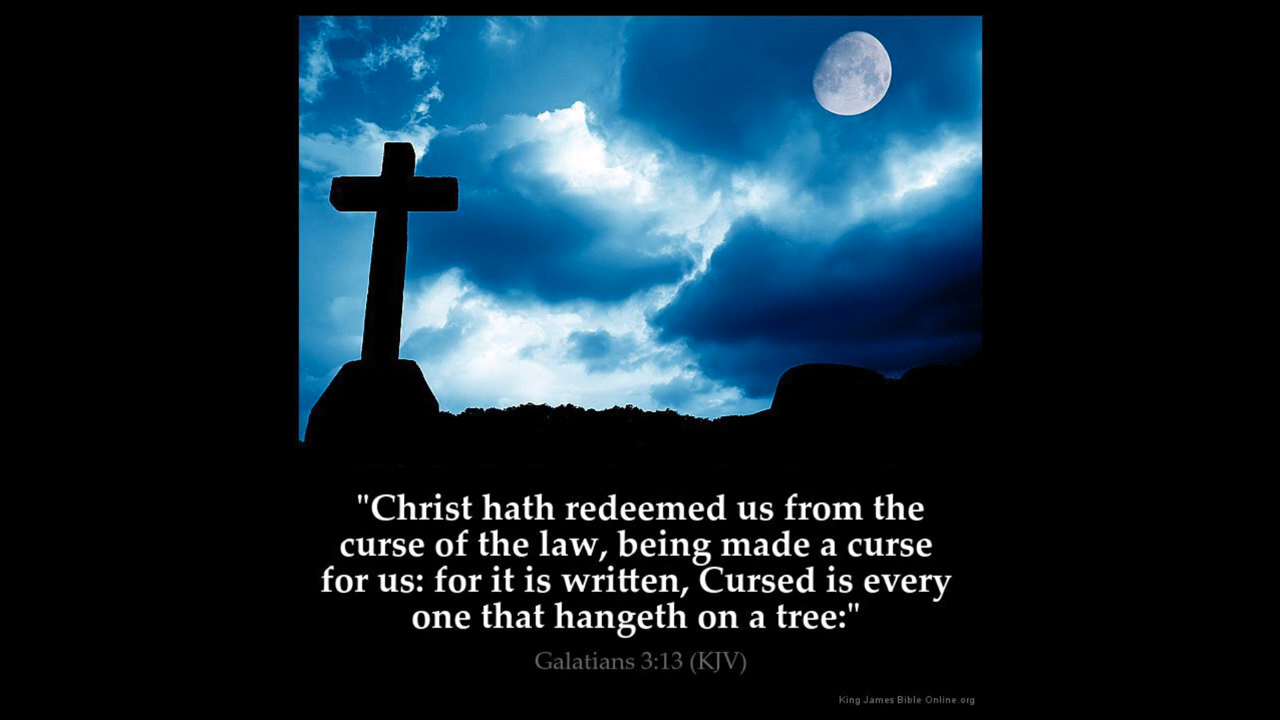 "Christ hath redeemed us from the
curse of the law, being made a curse
for us: for it is written, Cursed is every
one that hangeth on a tree:"
Galatians 3:13 (KJV)
King James Bible Online.org